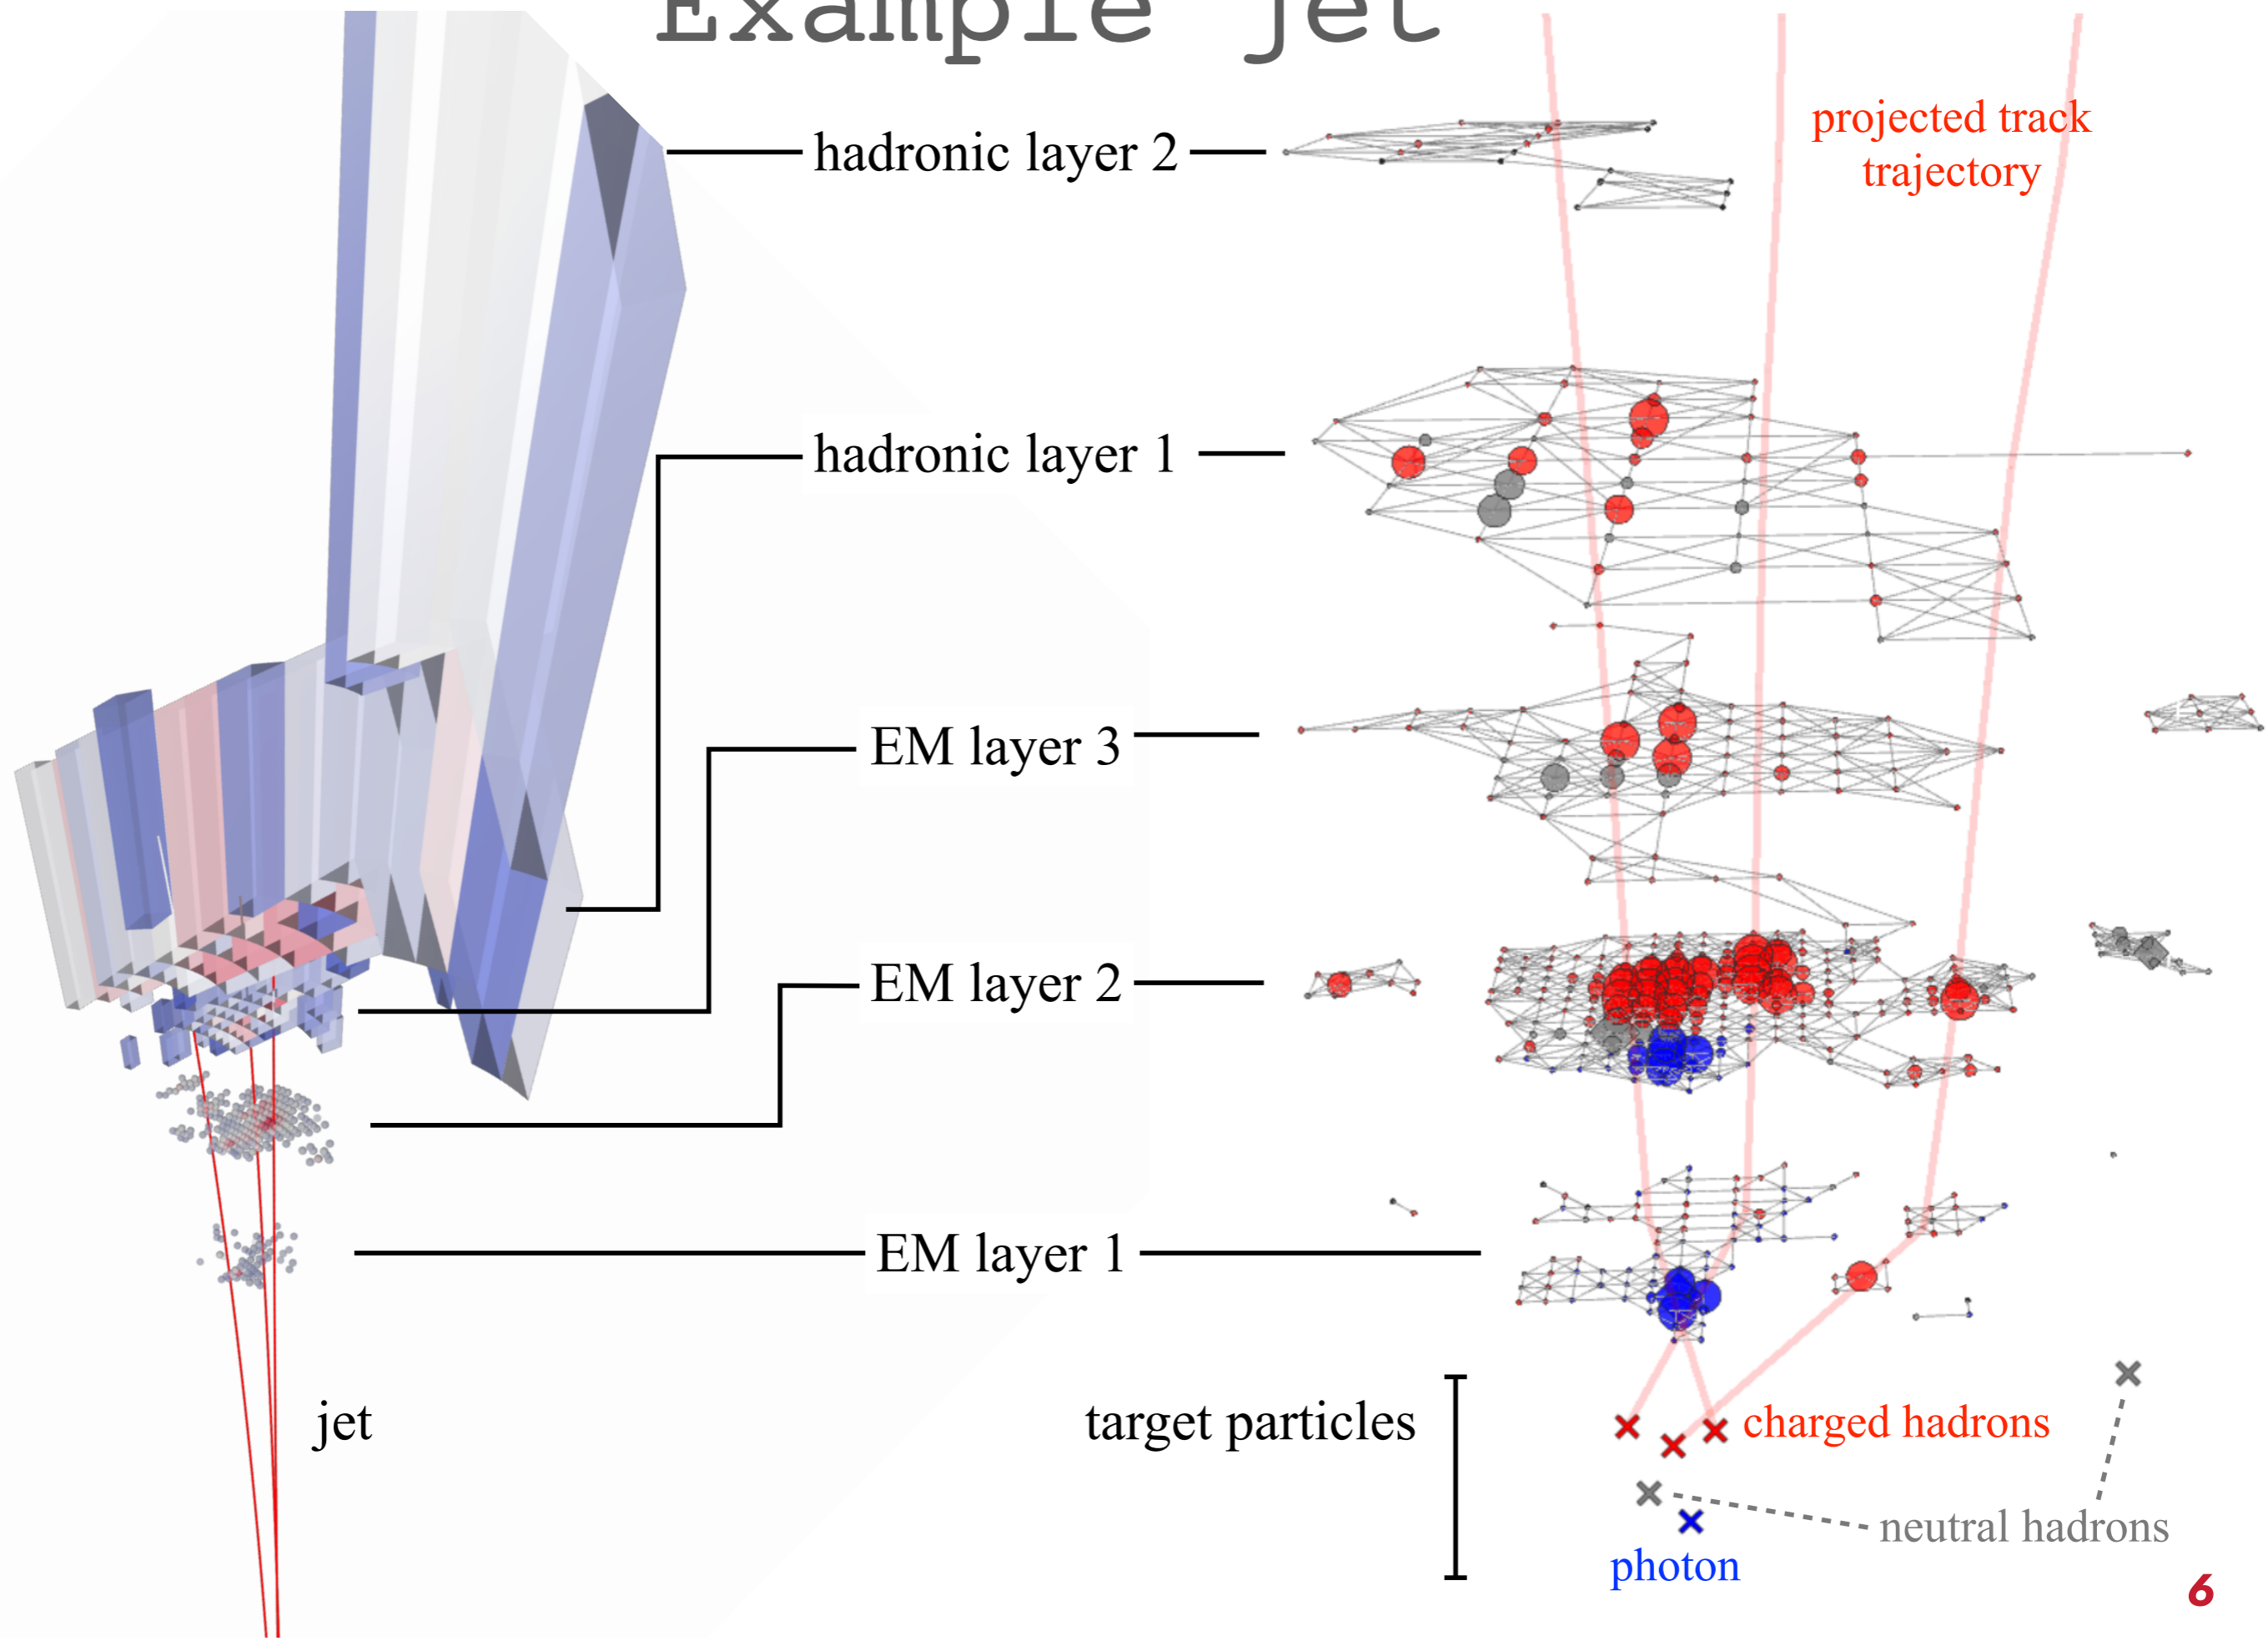 Example jet
projected track
trajectory
hadronic layer 2
hadronic layer 1
EM layer 3
EM layer 2
EM layer 1
jet
target particles
charged hadrons
neutral hadrons
photon
6